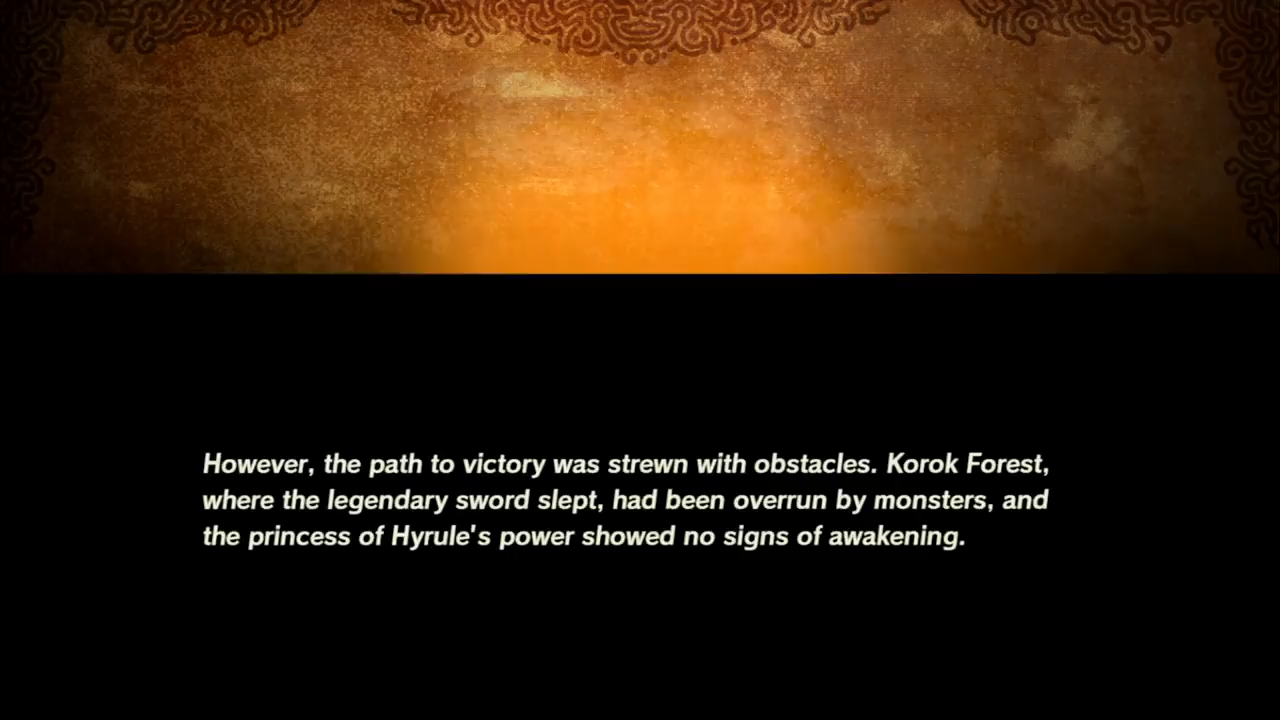 However, the path to victory was strewn with obstacles. Korok Forest,
where the legendary sword slept, had been overrun by monsters, and
the princess of Hyrule's power showed no signs of awakening.